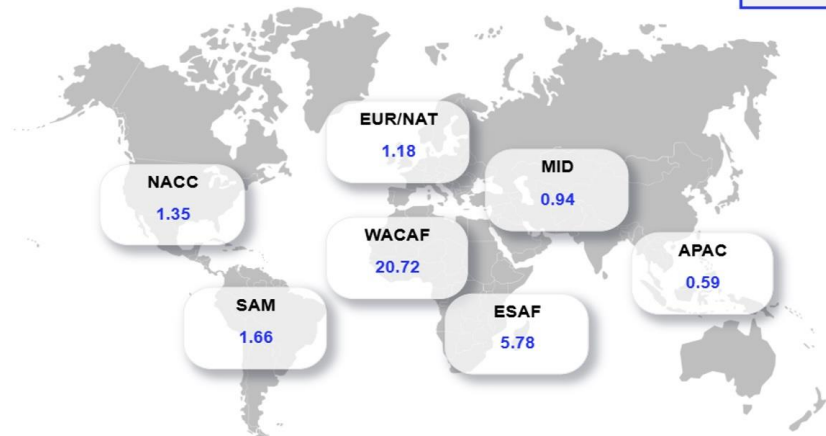 EUR/NAT
1.18
MID
0.94
NACC
1.35
WACAF
20.72
APAC
0.59
SAM
1.66
ESAF
5.78